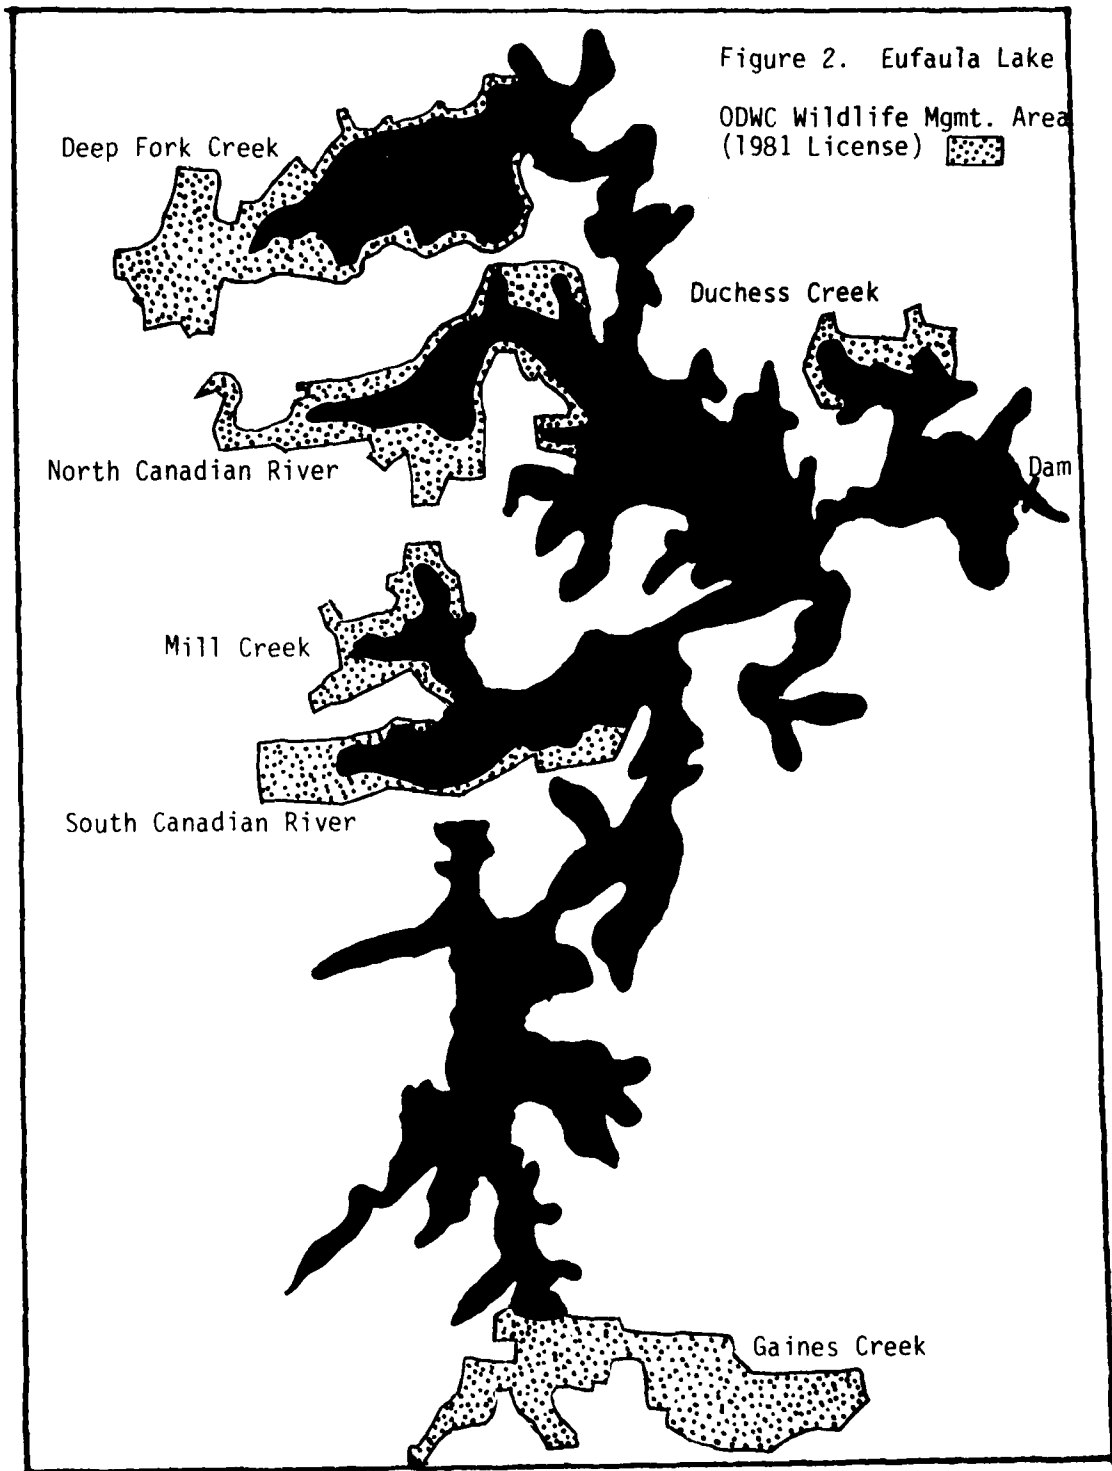 Figure 2. Eufaula Lake
ODWC Wildlife Mgmt. Area
(1981 License)
Deep Fork Creek
Duchess Creek
North Canadian River
Dam
Mill Creek
South Canadian River
Gaines Creek